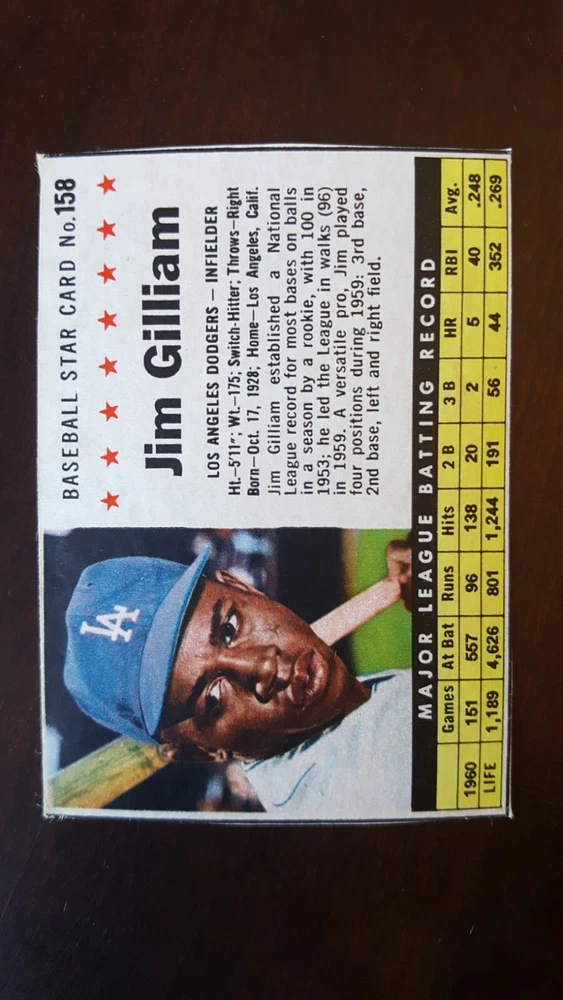 BASEBALL STAR CARD No. 158
Jim Gilliam
LOS ANGELES DODGERS — INFIELDER
Ht.–5'11"; Wt.–175; Switch-Hitter; Throws–Right
Born–Oct. 17, 1928; Home–Los Angeles, Calif.
Jim Gilliam established a National
League record for most bases on balls
in a season by a rookie, with 100 in
1953; he led the League in walks (96)
in 1959. A versatile pro, Jim played
four positions during 1959: 3rd base,
2nd base, left and right field.
LA
MAJOR LEAGUE BATTING RECORD
Games At Bat Runs Hits 2 B 3 B HR RBI Avg.
1960 151 557 96 138 20 2 5 40 .248
LIFE 1,189 4,626 801 1,244 191 56 44 352 .269